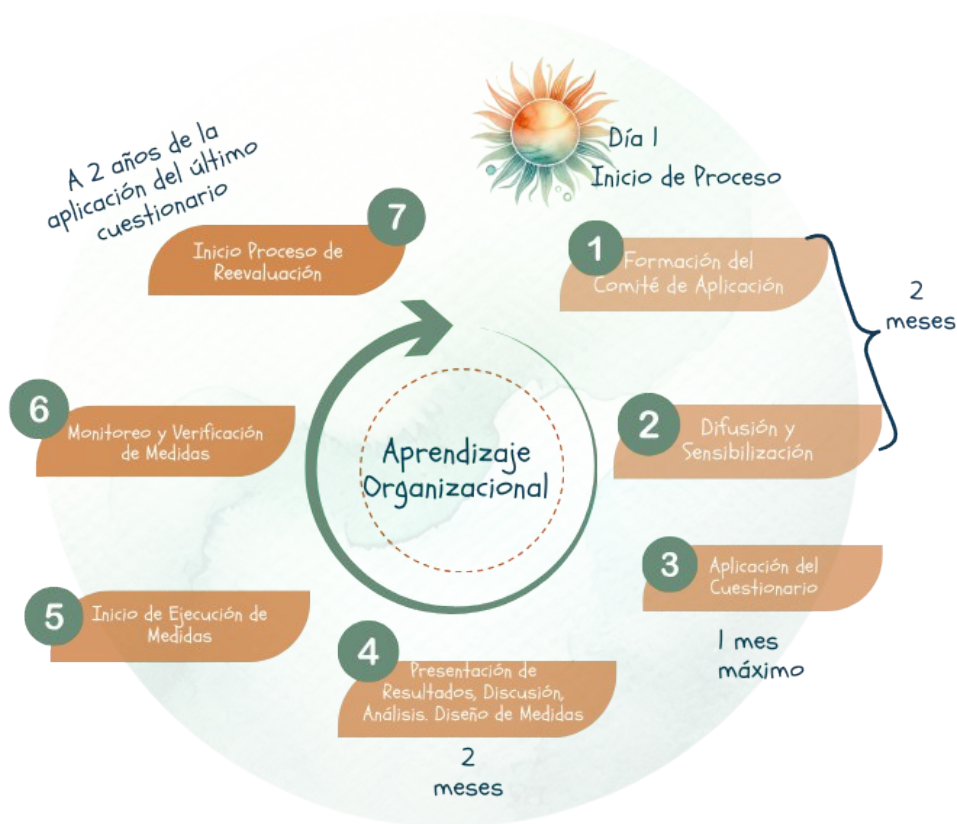 Día 1
Inicio de Proceso
1
Formación del
Comité de Aplicación
2
meses
2
Difusión y
Sensibilización
3
Aplicación del
Cuestionario
1 mes
máximo
4
Presentación de
Resultados, Discusión,
Análisis. Diseño de Medidas
2
meses
5
Inicio de Ejecución de
Medidas
6
Monitoreo y Verificación
de Medidas
7
Inicio Proceso de
Reevaluación
A 2 años de la
aplicación del último
cuestionario
Aprendizaje
Organizacional